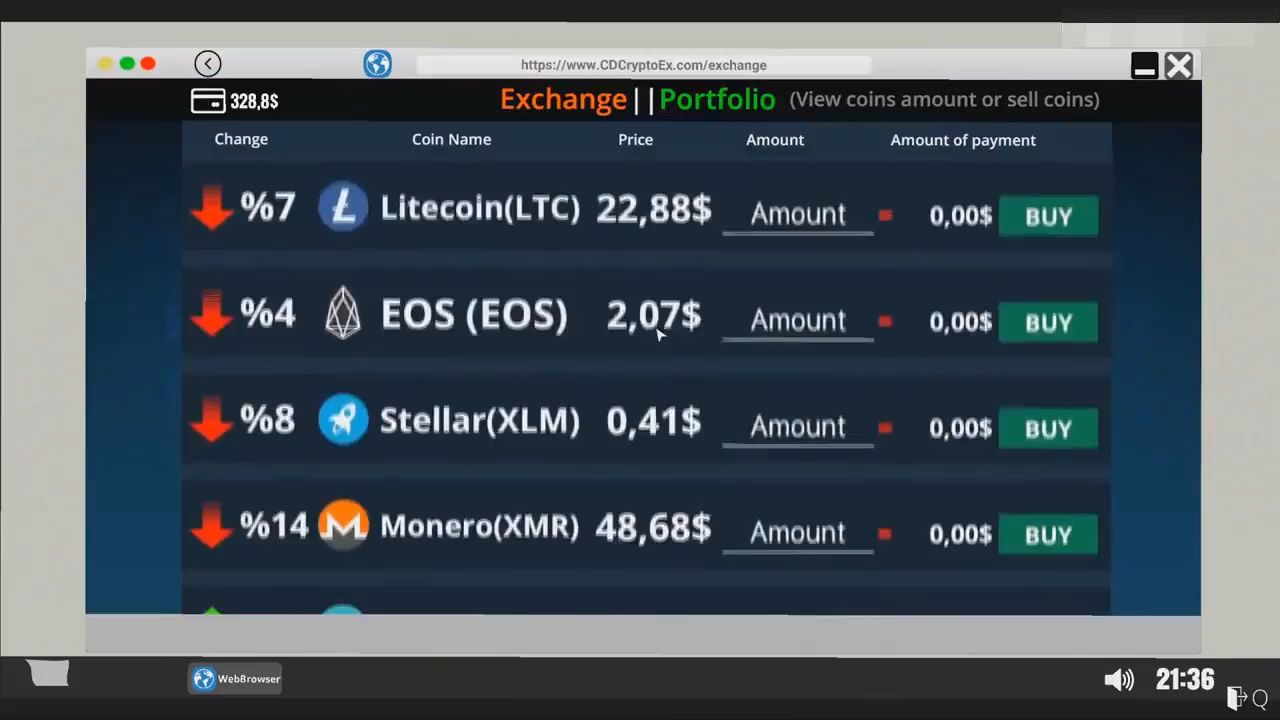 https://www.CDCryptoEx.com/exchange
328,8$ Exchange||Portfolio (View coins amount or sell coins)
Change Coin Name Price Amount Amount of payment
%7 Litecoin(LTC) 22,88$ Amount = 0,00$ BUY
%4 EOS (EOS) 2,07$ Amount = 0,00$ BUY
%8 Stellar(XLM) 0,41$ Amount = 0,00$ BUY
%14 Monero(XMR) 48,68$ Amount = 0,00$ BUY
WebBrowser 21:36
Q